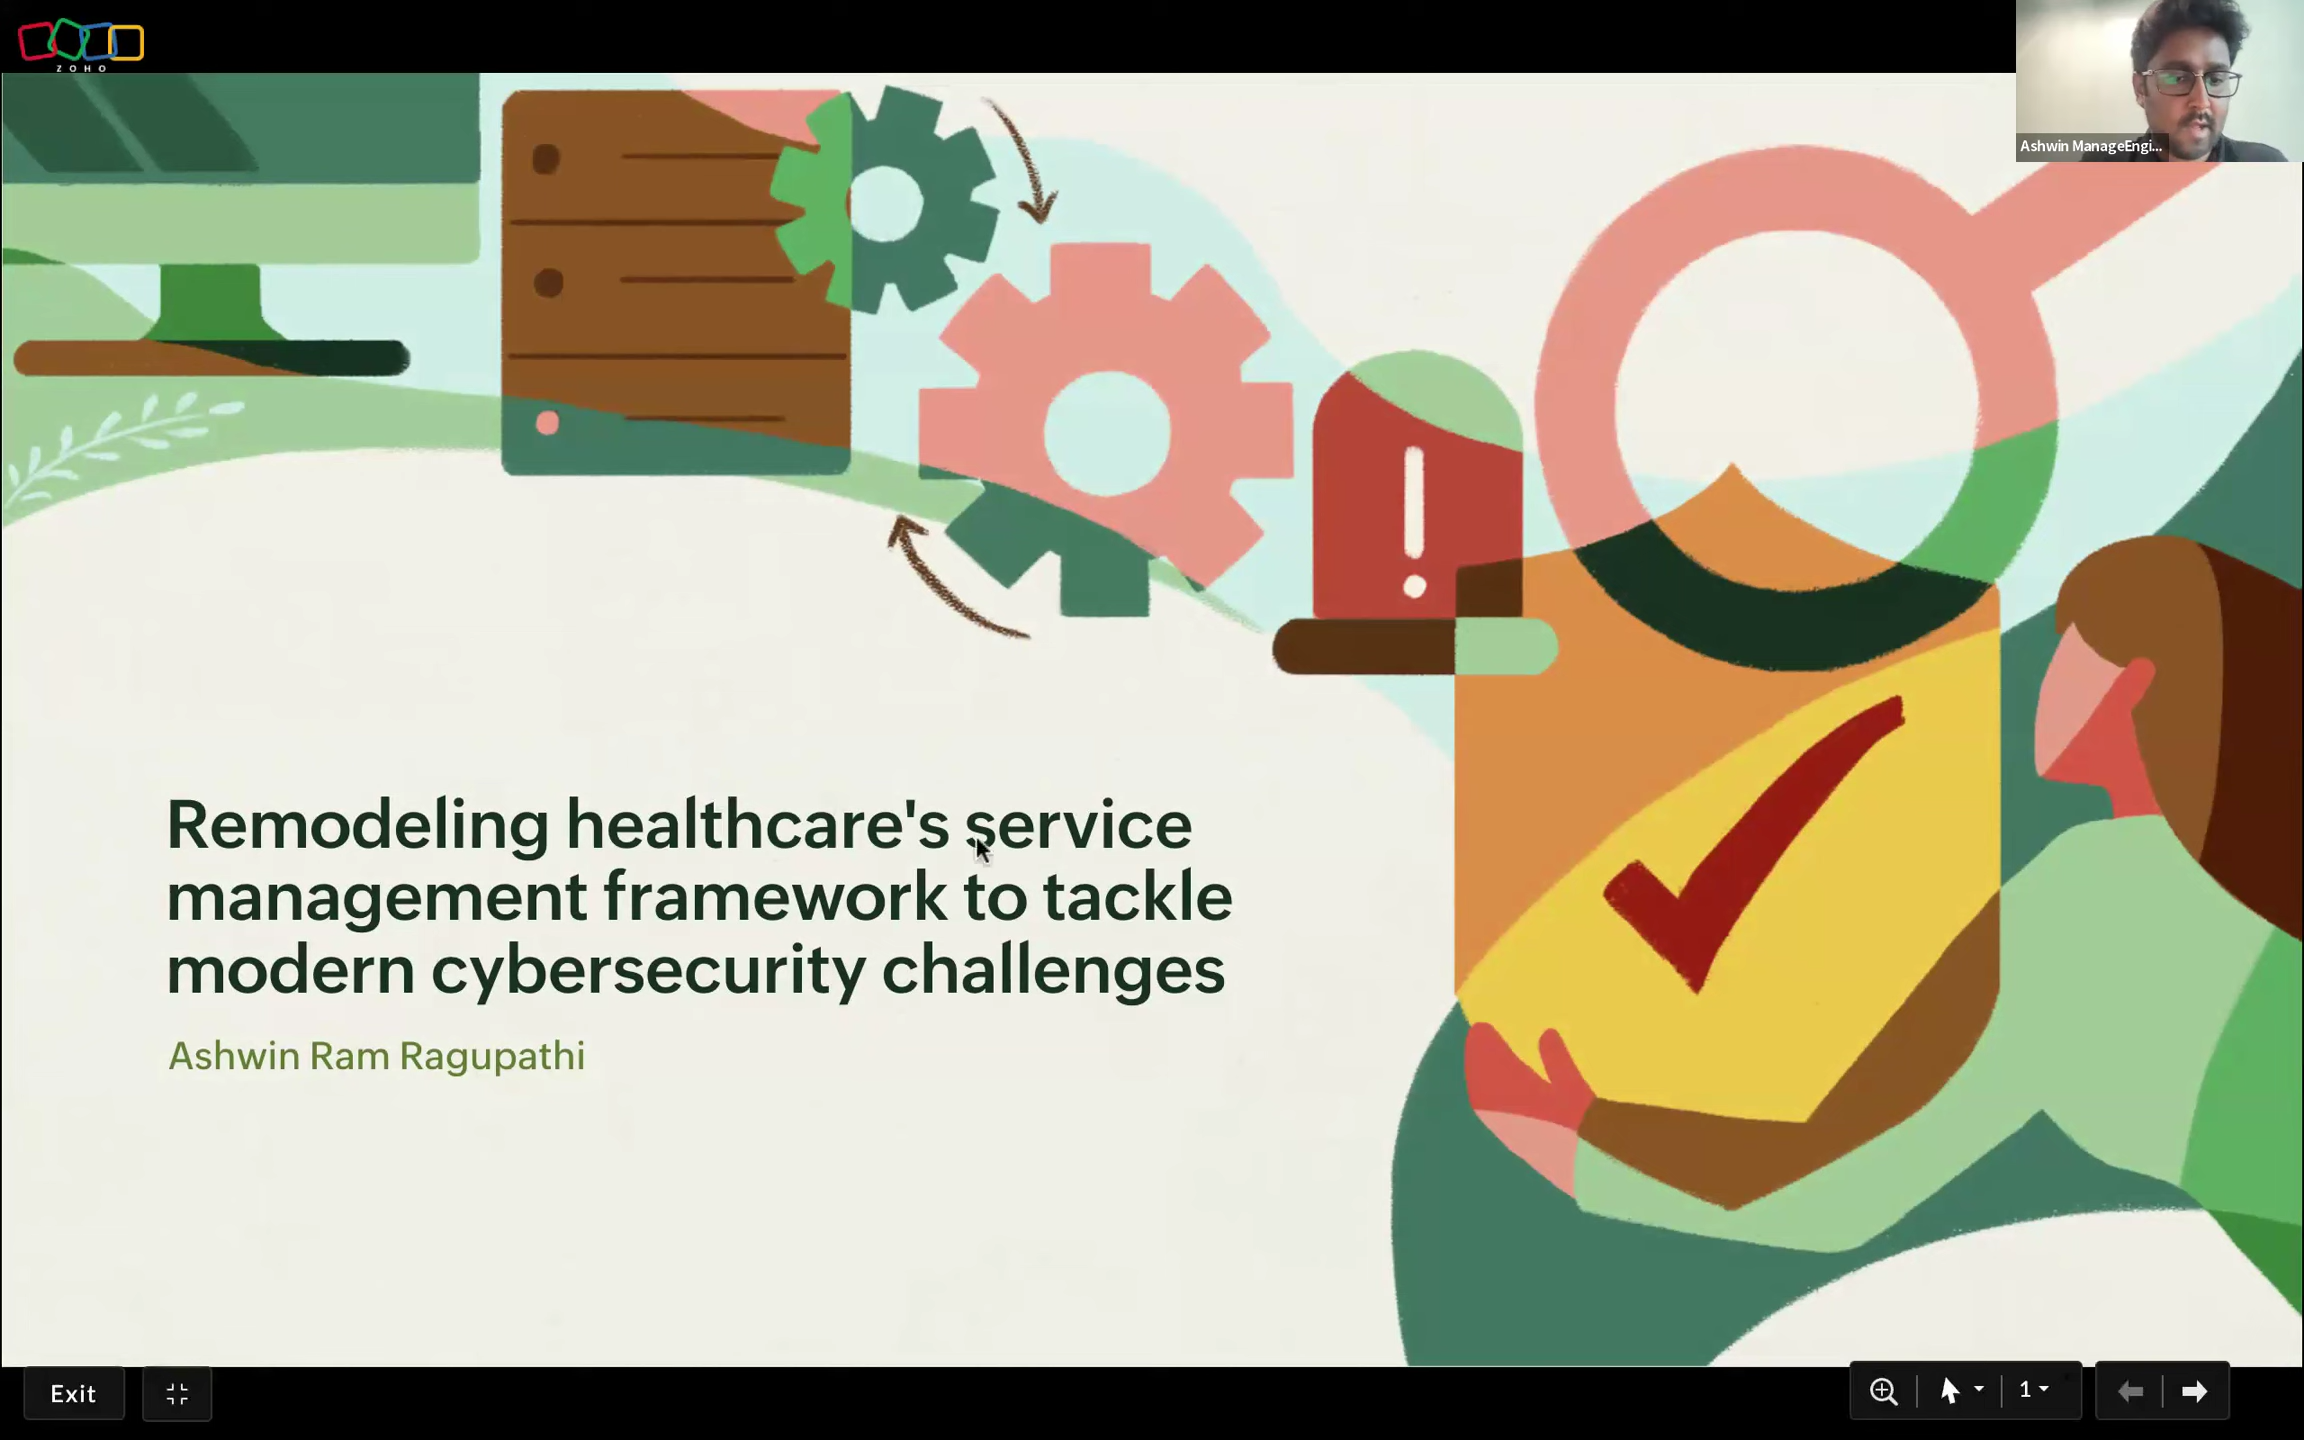 ZOHO
Ashwin ManageEngi...
!
Remodeling healthcare's service
management framework to tackle
modern cybersecurity challenges
Ashwin Ram Ragupathi
Exit
1